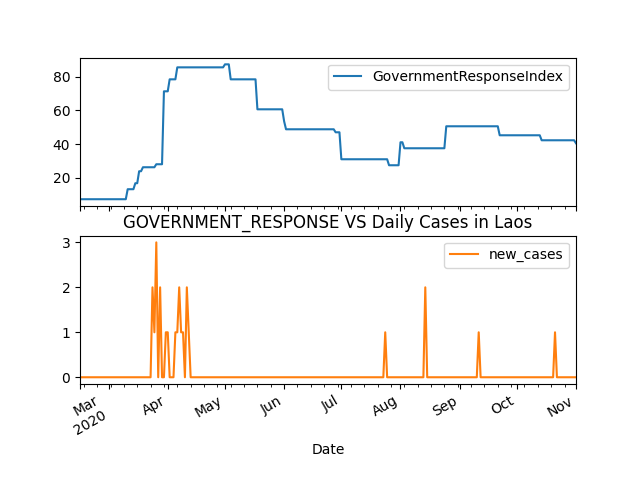 80
60
40
20
GovernmentResponseIndex
GOVERNMENT_RESPONSE VS Daily Cases in Laos
3
2
1
0
new_cases
Mar
2020
Apr
May
Jun
Jul
Aug
Sep
Oct
Nov
Date